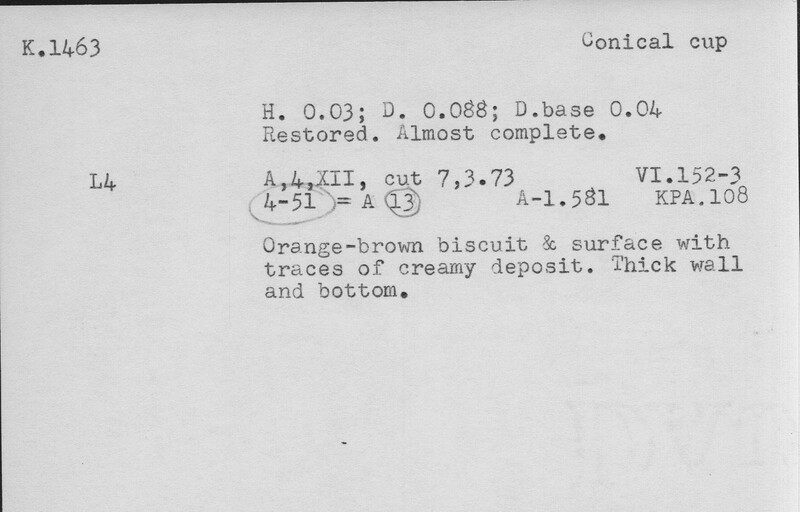 K.1463 Conical cup
H. 0.03; D. 0.088; D.base 0.04
Restored. Almost complete.
L4 A,4,XII, cut 7,3.73 VI.152-3
4-51 = A 13 A-1.581 KPA.108
Orange-brown biscuit & surface with
traces of creamy deposit. Thick wall
and bottom.